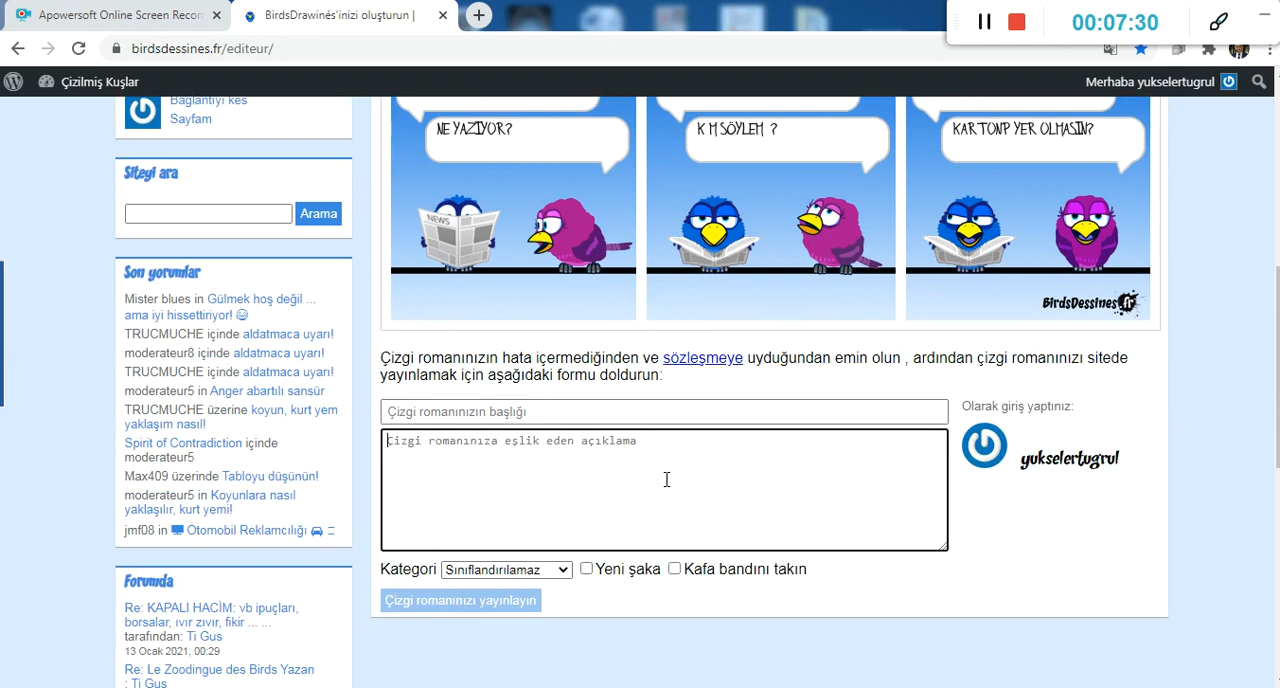 Apowersoft Online Screen Recor
BirdsDrawinés'inizi oluşturun |
00:07:30
birdsdessines.fr/editeur/
Çizilmiş Kuşlar
Merhaba yukselertugrul
Bağlantıyı kes
Sayfam
Siteyi ara
Arama
Son yorumlar
Mister blues in Gülmek hoş değil ...
ama iyi hissettiriyor!
TRUCMUCHE içinde aldatmaca uyarı!
moderateur8 içinde aldatmaca uyarı!
TRUCMUCHE içinde aldatmaca uyarı!
moderateur5 in Anger abartılı sansür
TRUCMUCHE üzerine koyun, kurt yem
yaklaşım nasıl!
Spirit of Contradiction içinde
moderateur5
Max409 üzerinde Tabloyu düşünün!
moderateur5 in Koyunlara nasıl
yaklaşılır, kurt yemi!
jmf08 in Otomobil Reklamcılığı
Forumda
Re: KAPALI HACİM: vb ipuçları,
borsalar, ıvır zıvır, fikir ... ...
tarafından: Ti Gus
13 Ocak 2021, 00:29
Re: Le Zoodingue des Birds Yazan
: Ti Gus
NE YAZIYOR?
K M SÖYLEM ?
KARTONP YER OLMASIN?
NEWS
BirdsDessines.fr
Çizgi romanınızın hata içermediğinden ve sözleşmeye uyduğundan emin olun , ardından çizgi romanınızı sitede
yayınlamak için aşağıdaki formu doldurun:
Çizgi romanınızın başlığı
Çizgi romanınıza eşlik eden açıklama
Olarak giriş yaptınız:
yukselertugrul
Kategori Sınıflandırılamaz Yeni şaka Kafa bandını takın
Çizgi romanınızı yayınlayın